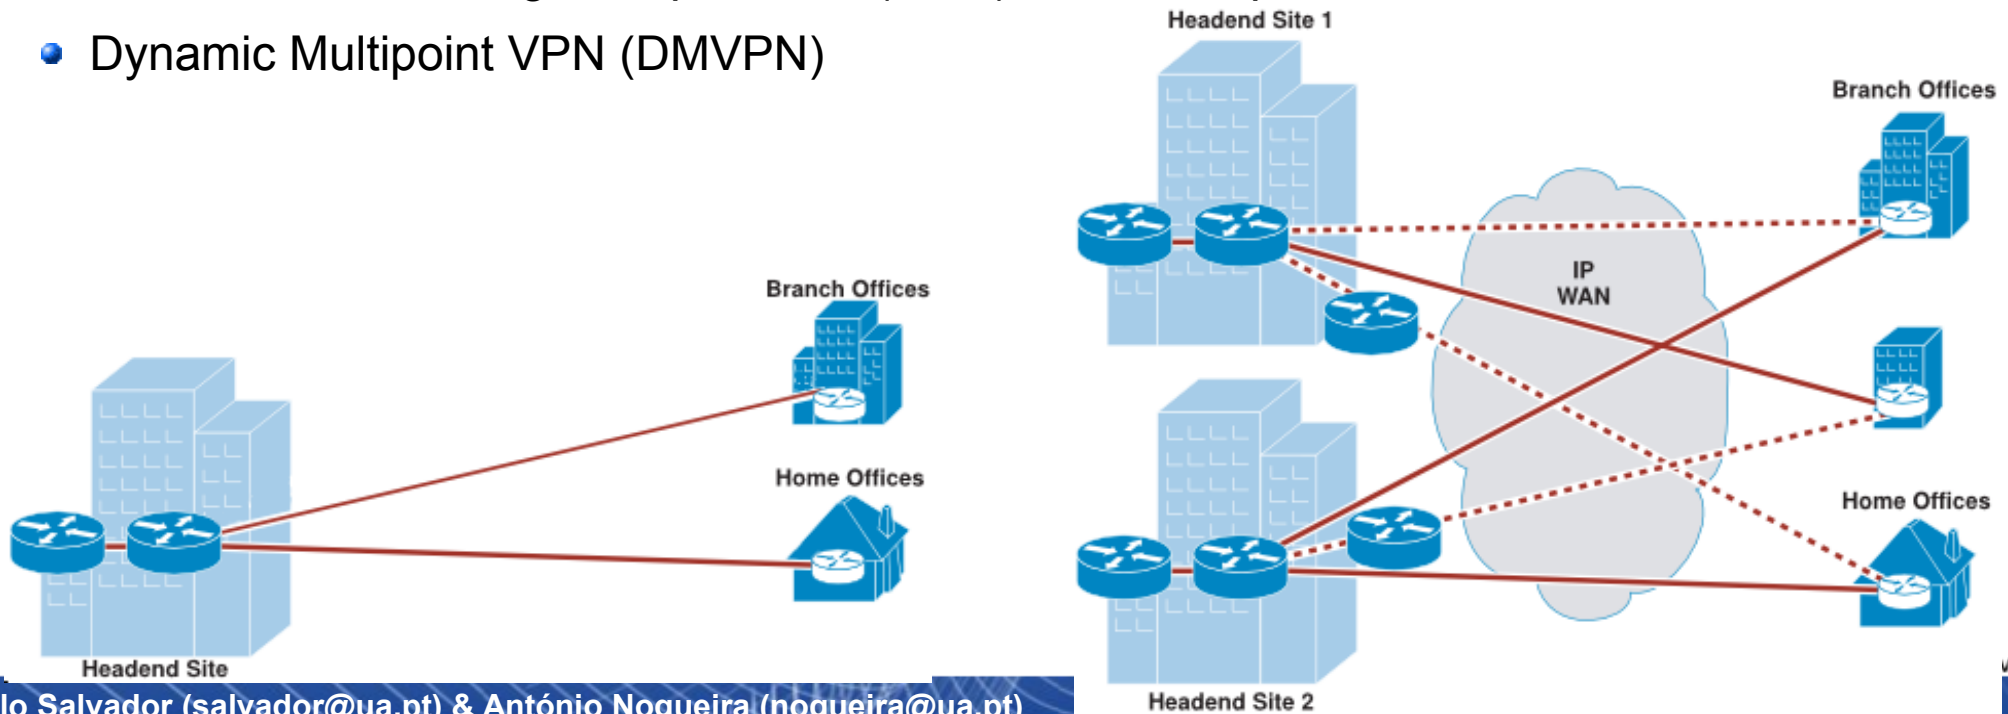 Dynamic Multipoint VPN (DMVPN)
Headend Site 1
Branch Offices
IP
WAN
Branch Offices
Home Offices
Home Offices
Headend Site
Headend Site 2
lo Salvador (salvador@ua.pt) & António Nogueira (nogueira@ua.pt)